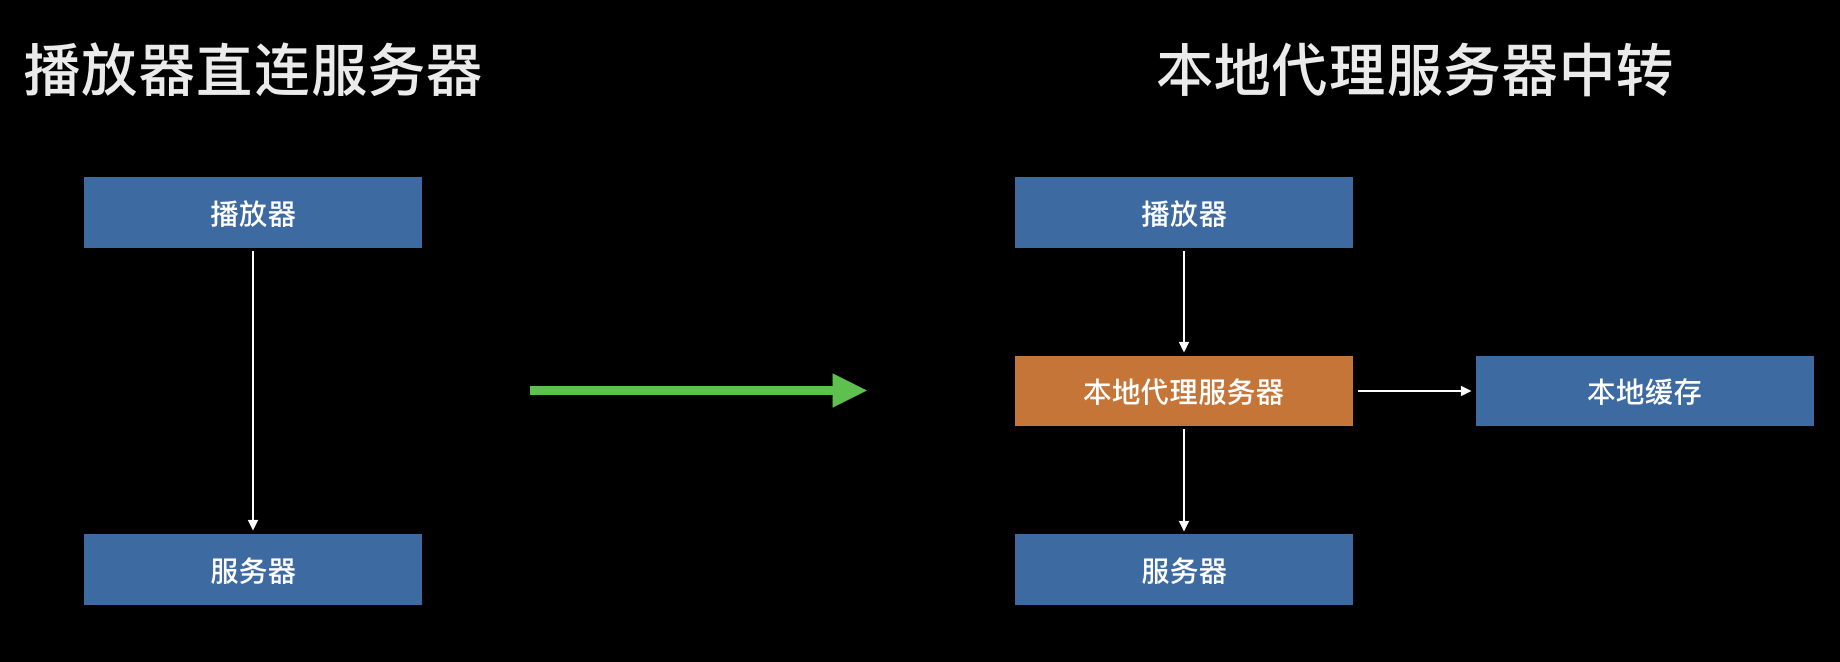 播放器直连服务器
本地代理服务器中转
播放器
播放器
本地代理服务器
本地缓存
服务器
服务器